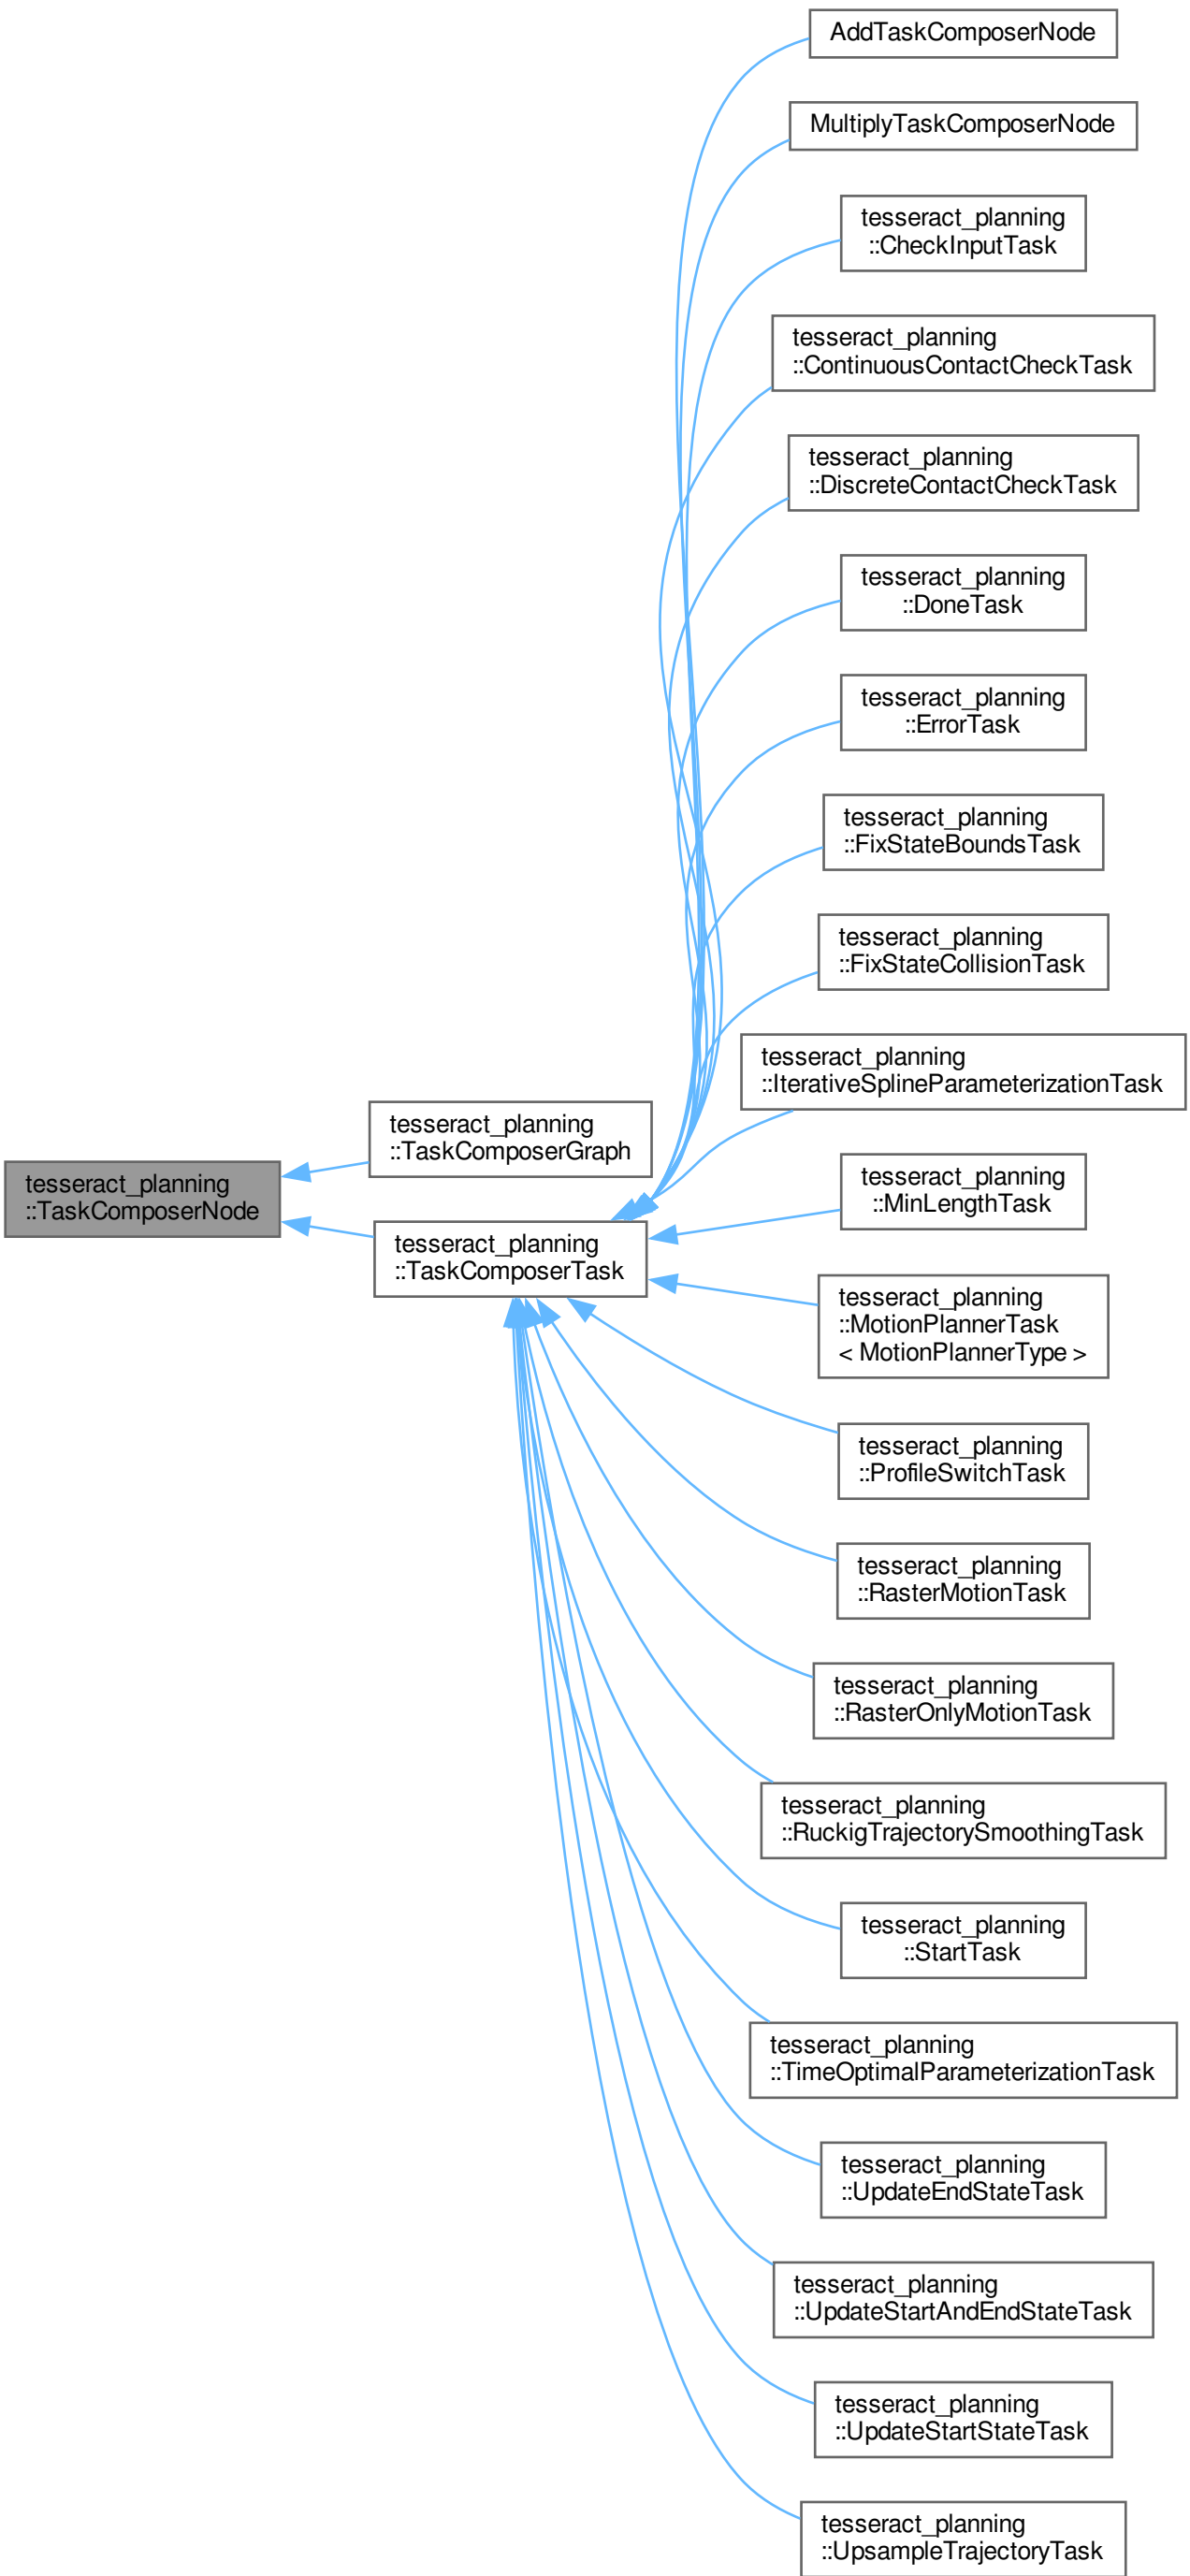 AddTaskComposerNode
MultiplyTaskComposerNode
tesseract_planning
::CheckInputTask
tesseract_planning
::ContinuousContactCheckTask
tesseract_planning
::DiscreteContactCheckTask
tesseract_planning
::DoneTask
tesseract_planning
::ErrorTask
tesseract_planning
::FixStateBoundsTask
tesseract_planning
::FixStateCollisionTask
tesseract_planning
::IterativeSplineParameterizationTask
tesseract_planning
::TaskComposerGraph
tesseract_planning
::TaskComposerNode
tesseract_planning
::MinLengthTask
tesseract_planning
::TaskComposerTask
tesseract_planning
::MotionPlannerTask
< MotionPlannerType >
tesseract_planning
::ProfileSwitchTask
tesseract_planning
::RasterMotionTask
tesseract_planning
::RasterOnlyMotionTask
tesseract_planning
::RuckigTrajectorySmoothingTask
tesseract_planning
::StartTask
tesseract_planning
::TimeOptimalParameterizationTask
tesseract_planning
::UpdateEndStateTask
tesseract_planning
::UpdateStartAndEndStateTask
tesseract_planning
::UpdateStartStateTask
tesseract_planning
::UpsampleTrajectoryTask